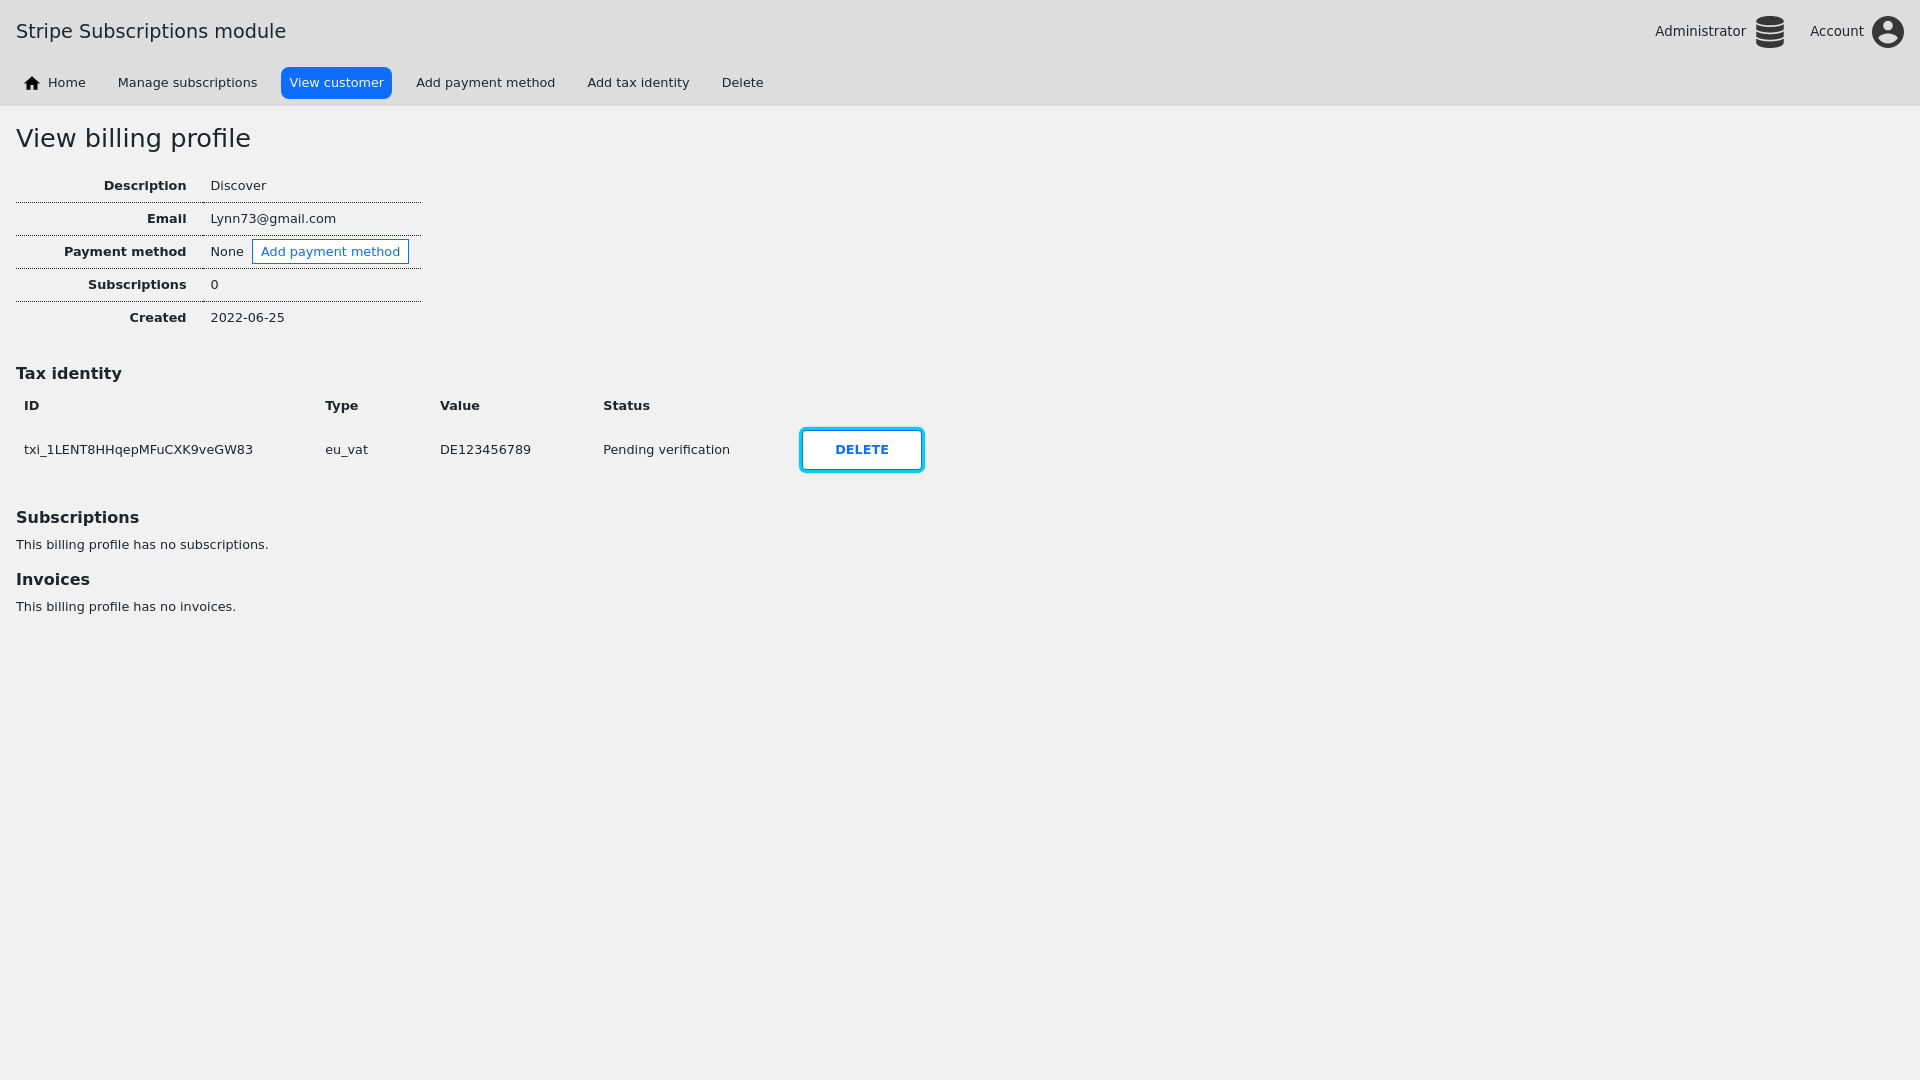 Stripe Subscriptions module
Administrator
Account
Home
Manage subscriptions
View customer
Add payment method
Add tax identity
Delete
View billing profile
Description Discover
Email Lynn73@gmail.com
Payment method None Add payment method
Subscriptions 0
Created 2022-06-25
Tax identity
ID Type Value Status
txi_1LENT8HHqepMFuCXK9veGW83 eu_vat DE123456789 Pending verification DELETE
Subscriptions
This billing profile has no subscriptions.
Invoices
This billing profile has no invoices.